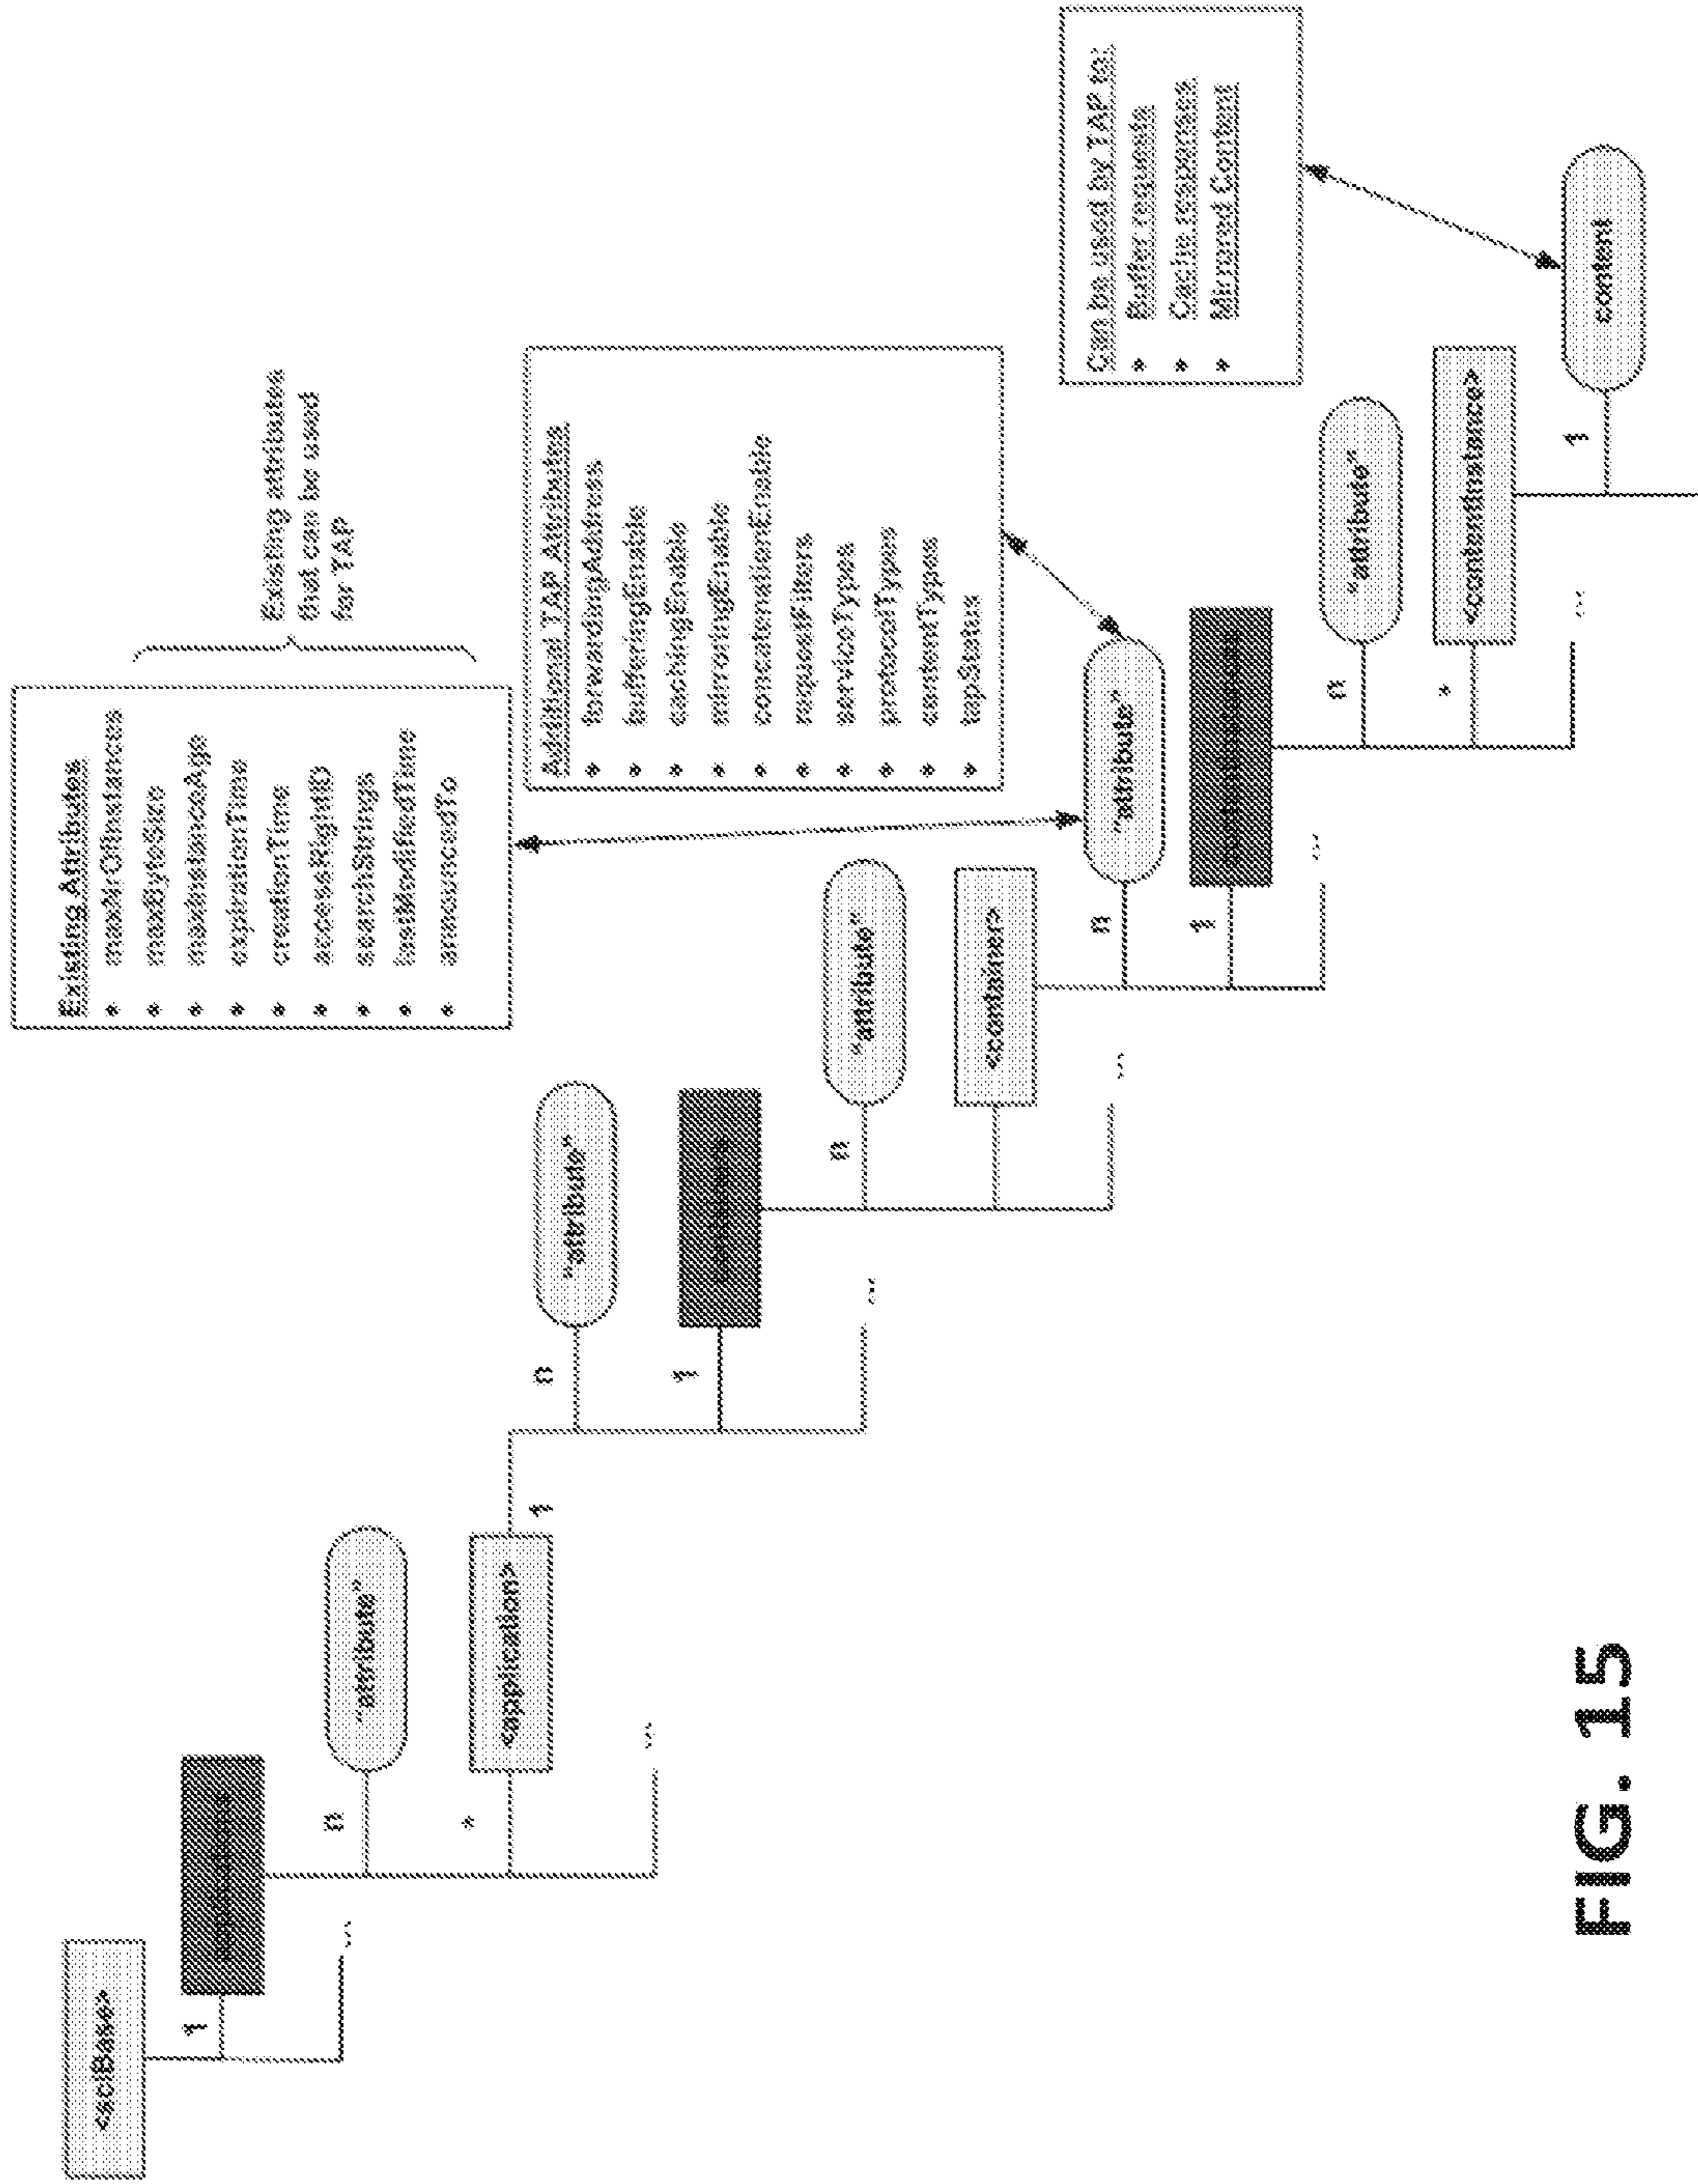 <sclBase>
1
applications
n
"attribute"
*
<application>
1
n
"attribute"
1
n
"attribute"
<container>
n
"attribute"
1
n
"attribute"
*
<contentInstance>
1
content
Existing Attributes
• maxNrOfInstances
• maxByteSize
• maxInstanceAge
• expirationTime
• creationTime
• accessRightID
• searchStrings
• lastModifiedTime
• announcedTo
Existing attributes
that can be used
for TAP
Additional TAP Attributes
• forwardingAddress
• bufferingEnable
• cachingEnable
• mirroringEnable
• concatenationEnable
• requestFilters
• serviceTypes
• protocolTypes
• contentTypes
• tapStatus
Can be used by TAP to:
• Buffer requests
• Cache responses
• Mirrored Content
FIG. 15